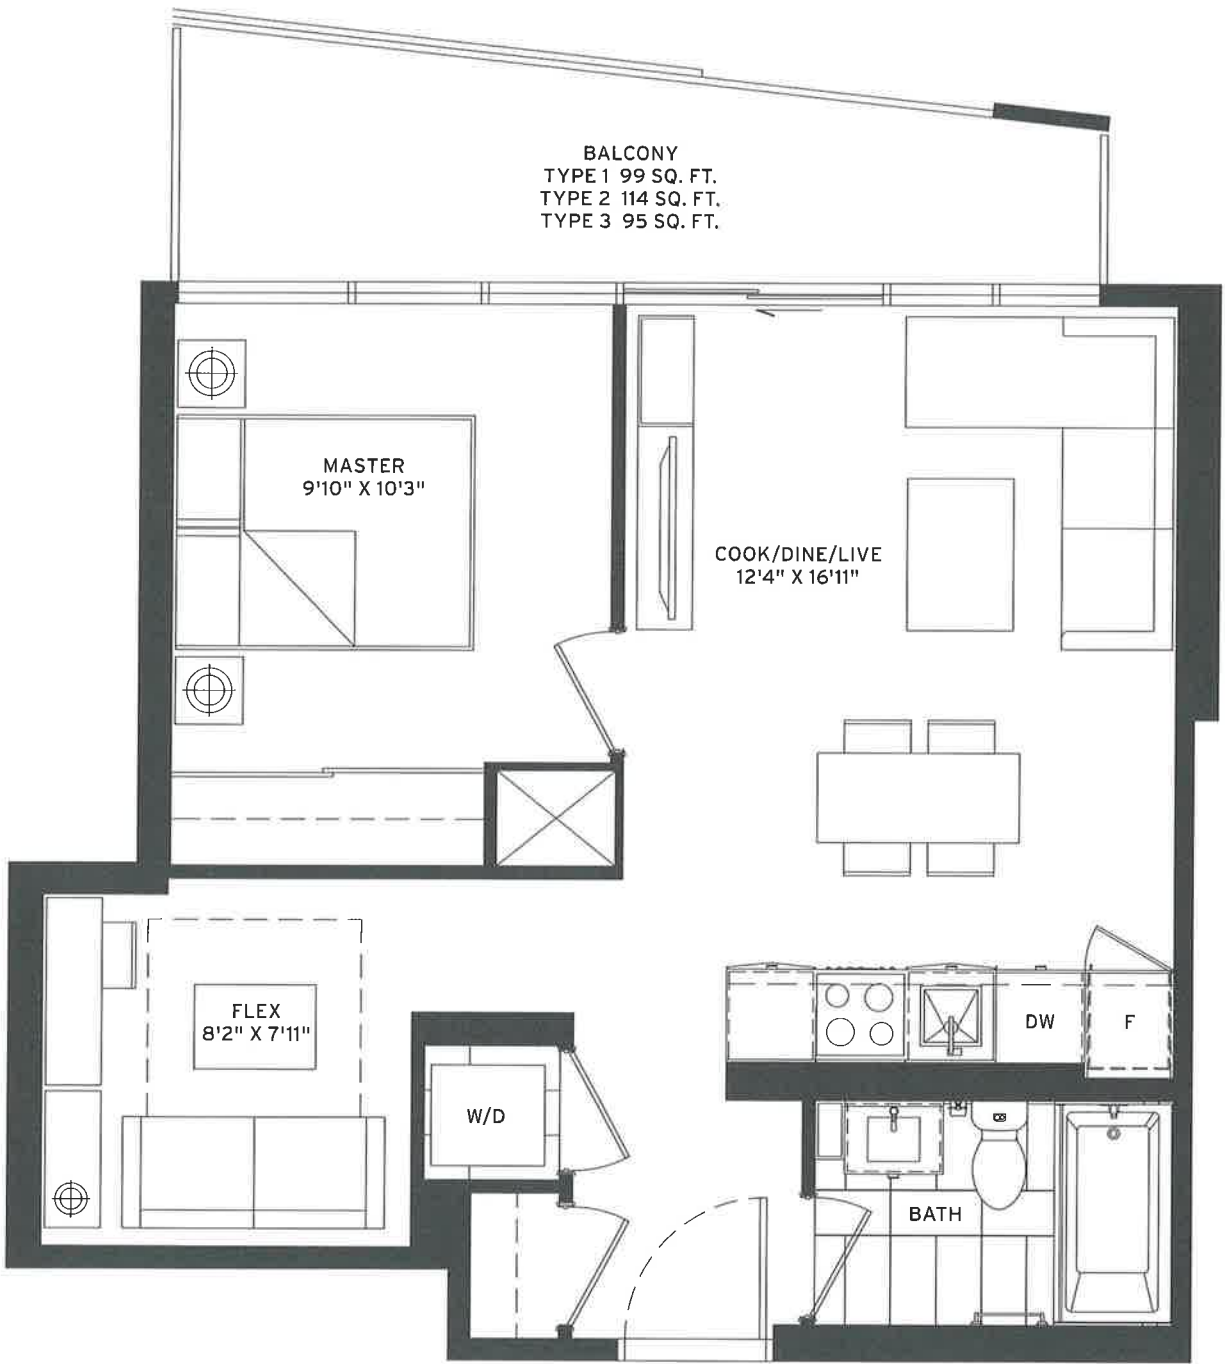 BALCONY
TYPE 1 99 SQ. FT.
TYPE 2 114 SQ. FT.
TYPE 3 95 SQ. FT.
MASTER
9'10" X 10'3"
COOK/DINE/LIVE
12'4" X 16'11"
FLEX
8'2" X 7'11"
DW
F
W/D
BATH